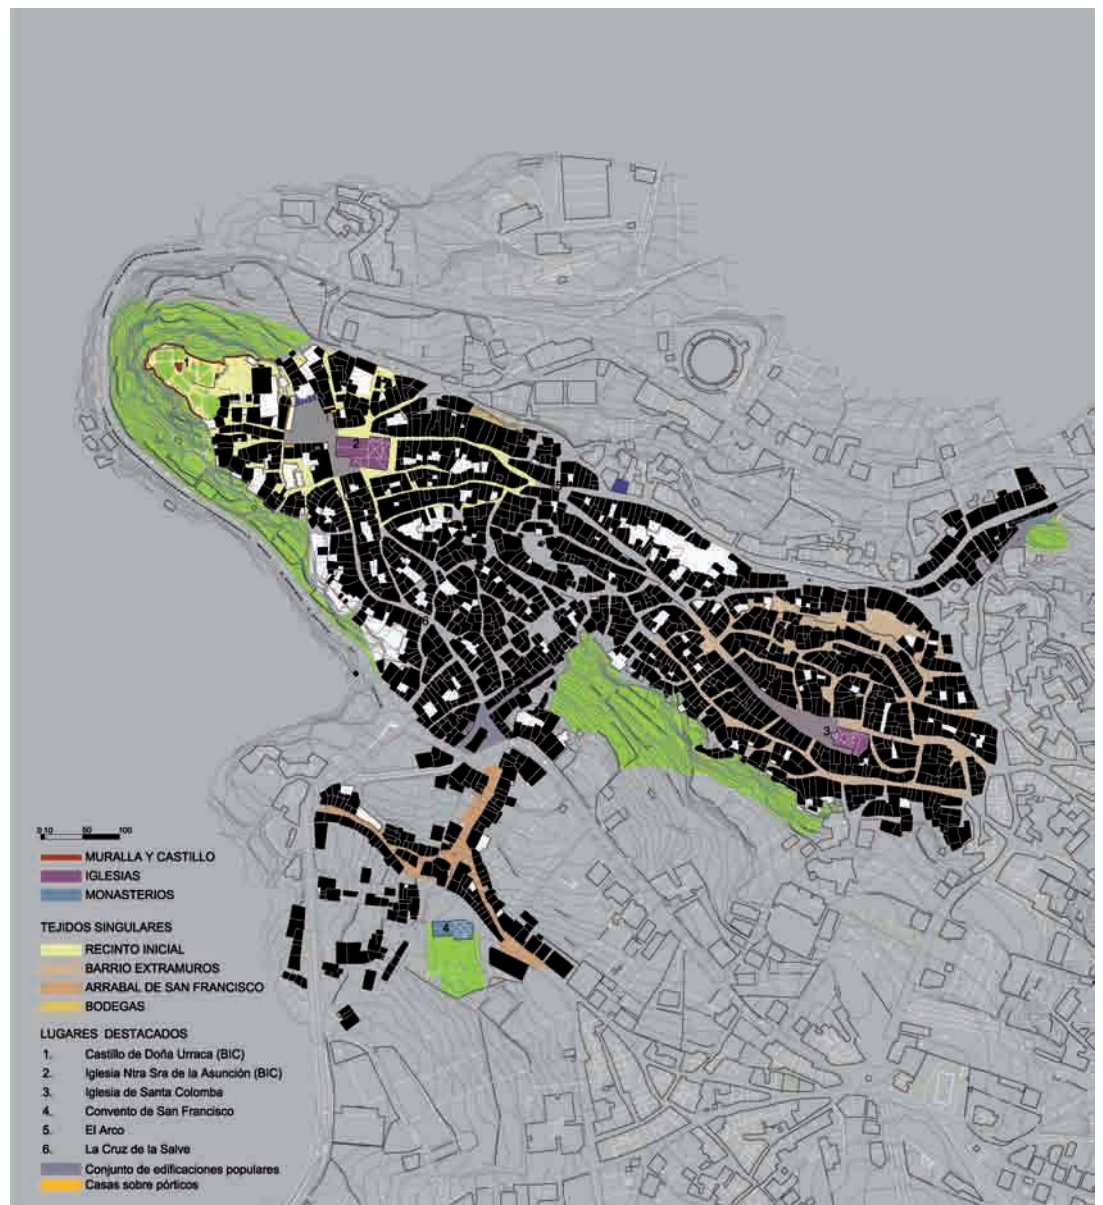 1
2
5
6
3
4
0 10 50 100
MURALLA Y CASTILLO
IGLESIAS
MONASTERIOS
TEJIDOS SINGULARES
RECINTO INICIAL
BARRIO EXTRAMUROS
ARRABAL DE SAN FRANCISCO
BODEGAS
LUGARES DESTACADOS
1. Castillo de Doña Urraca (BIC)
2. Iglesia Ntra Sra de la Asunción (BIC)
3. Iglesia de Santa Colomba
4. Convento de San Francisco
5. El Arco
6. La Cruz de la Salve
Conjunto de edificaciones populares
Casas sobre pórticos